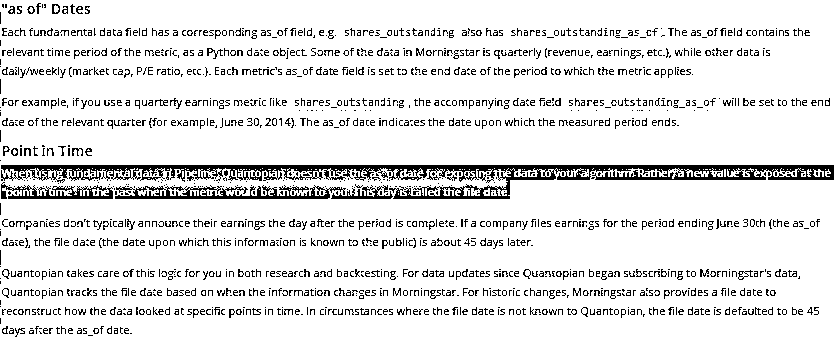 "as of" Dates
Each fundamental data field has a corresponding as_of field, e.g. shares_outstanding also has shares_outstanding_as_of . The as_of field contains the
relevant time period of the metric, as a Python date object. Some of the data in Morningstar is quarterly (revenue, earnings, etc.), while other data is
daily/weekly (market cap, P/E ratio, etc.). Each metric's as_of date field is set to the end date of the period to which the metric applies.
For example, if you use a quarterly earnings metric like shares_outstanding , the accompanying date field shares_outstanding_as_of will be set to the end
date of the relevant quarter (for example, June 30, 2014). The as_of date indicates the date upon which the measured period ends.
Point in Time
When using fundamental data in Pipeline, Quantopian doesn't use the as_of date for exposing the data to your algorithm. Rather, a new value is exposed at the
"point in time" in the past when the metric would be known to you. This day is called the file date.
Companies don't typically announce their earnings the day after the period is complete. If a company files earnings for the period ending June 30th (the as_of
date), the file date (the date upon which this information is known to the public) is about 45 days later.
Quantopian takes care of this logic for you in both research and backtesting. For data updates since Quantopian began subscribing to Morningstar's data,
Quantopian tracks the file date based on when the information changes in Morningstar. For historic changes, Morningstar also provides a file date to
reconstruct how the data looked at specific points in time. In circumstances where the file date is not known to Quantopian, the file date is defaulted to be 45
days after the as_of date.